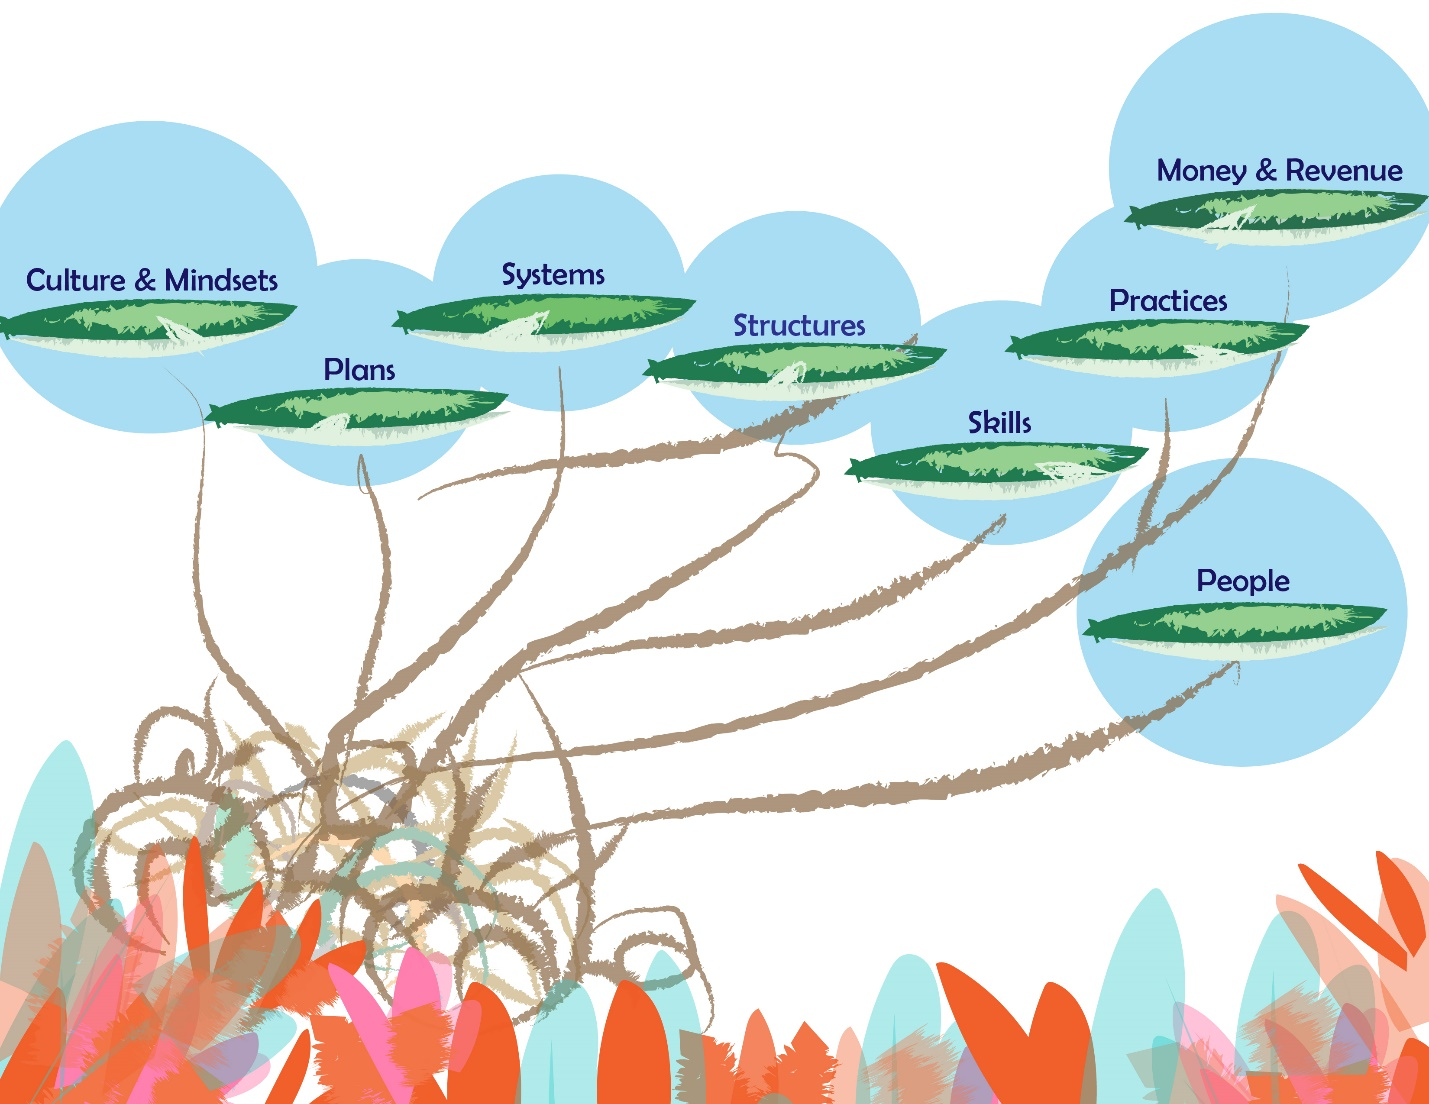 Money & Revenue
Culture & Mindsets
Systems
Structures
Practices
Plans
Skills
People